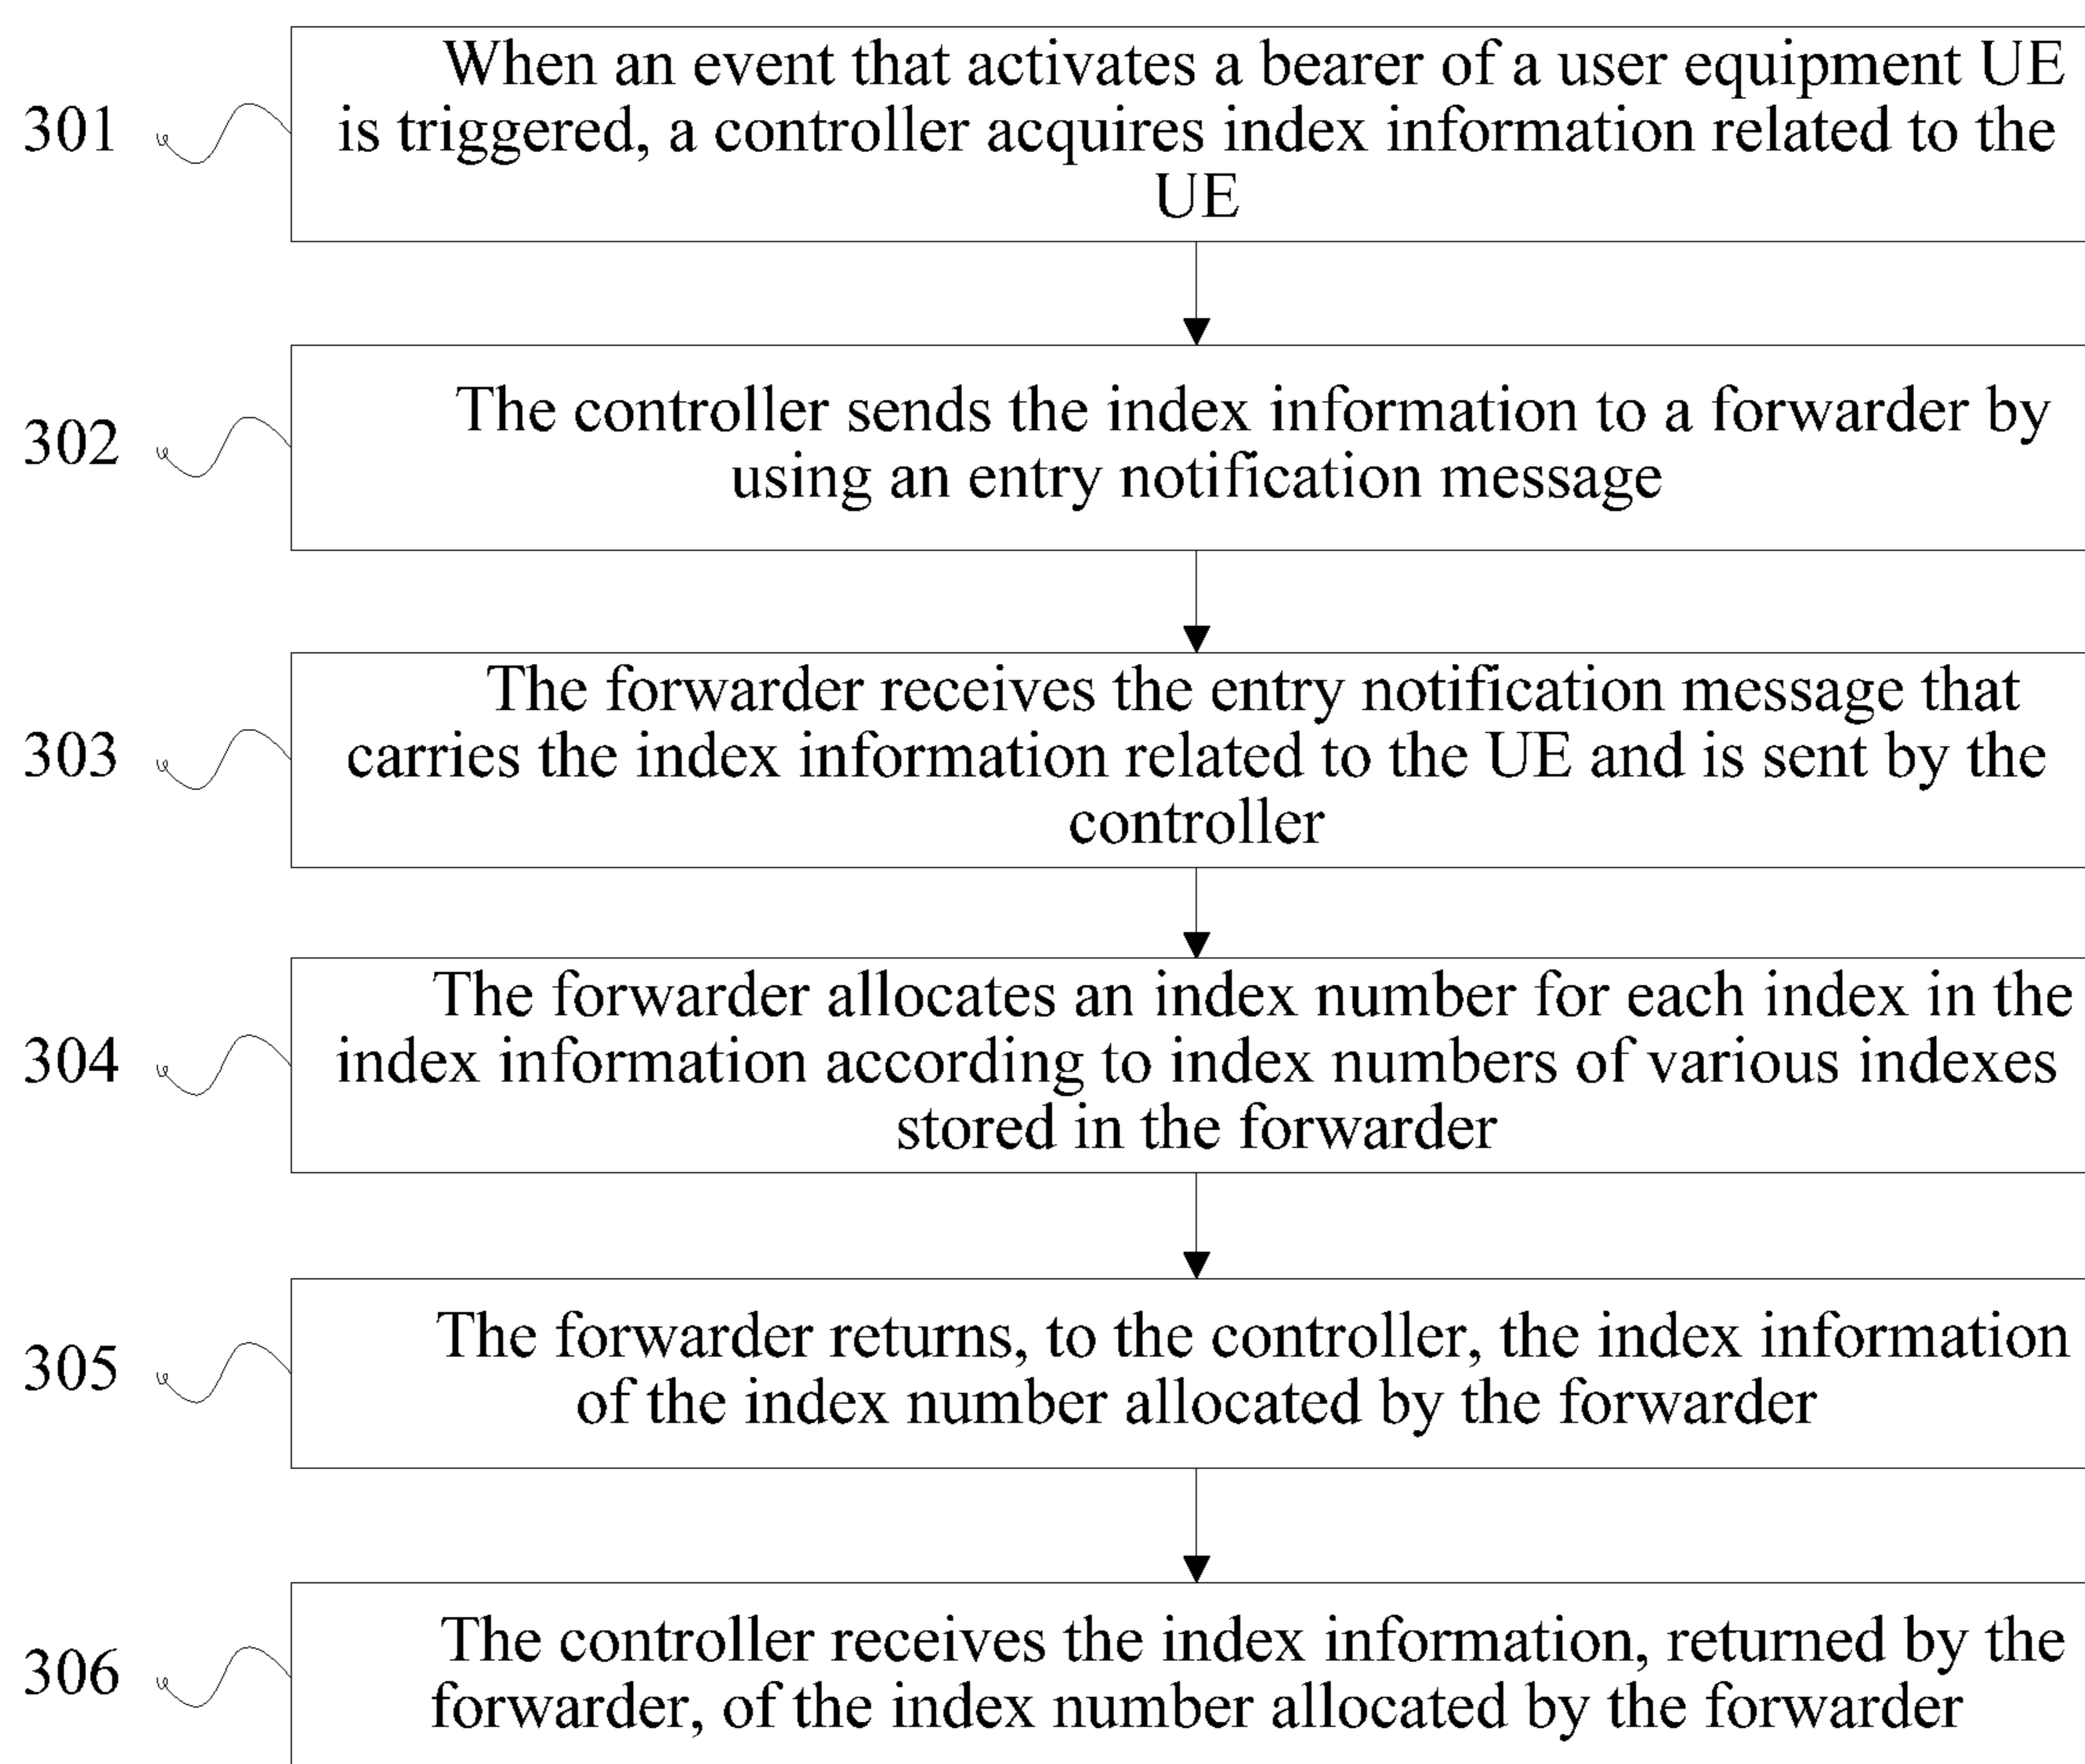 301
When an event that activates a bearer of a user equipment UE
is triggered, a controller acquires index information related to the
UE
302
The controller sends the index information to a forwarder by
using an entry notification message
303
The forwarder receives the entry notification message that
carries the index information related to the UE and is sent by the
controller
304
The forwarder allocates an index number for each index in the
index information according to index numbers of various indexes
stored in the forwarder
305
The forwarder returns, to the controller, the index information
of the index number allocated by the forwarder
306
The controller receives the index information, returned by the
forwarder, of the index number allocated by the forwarder